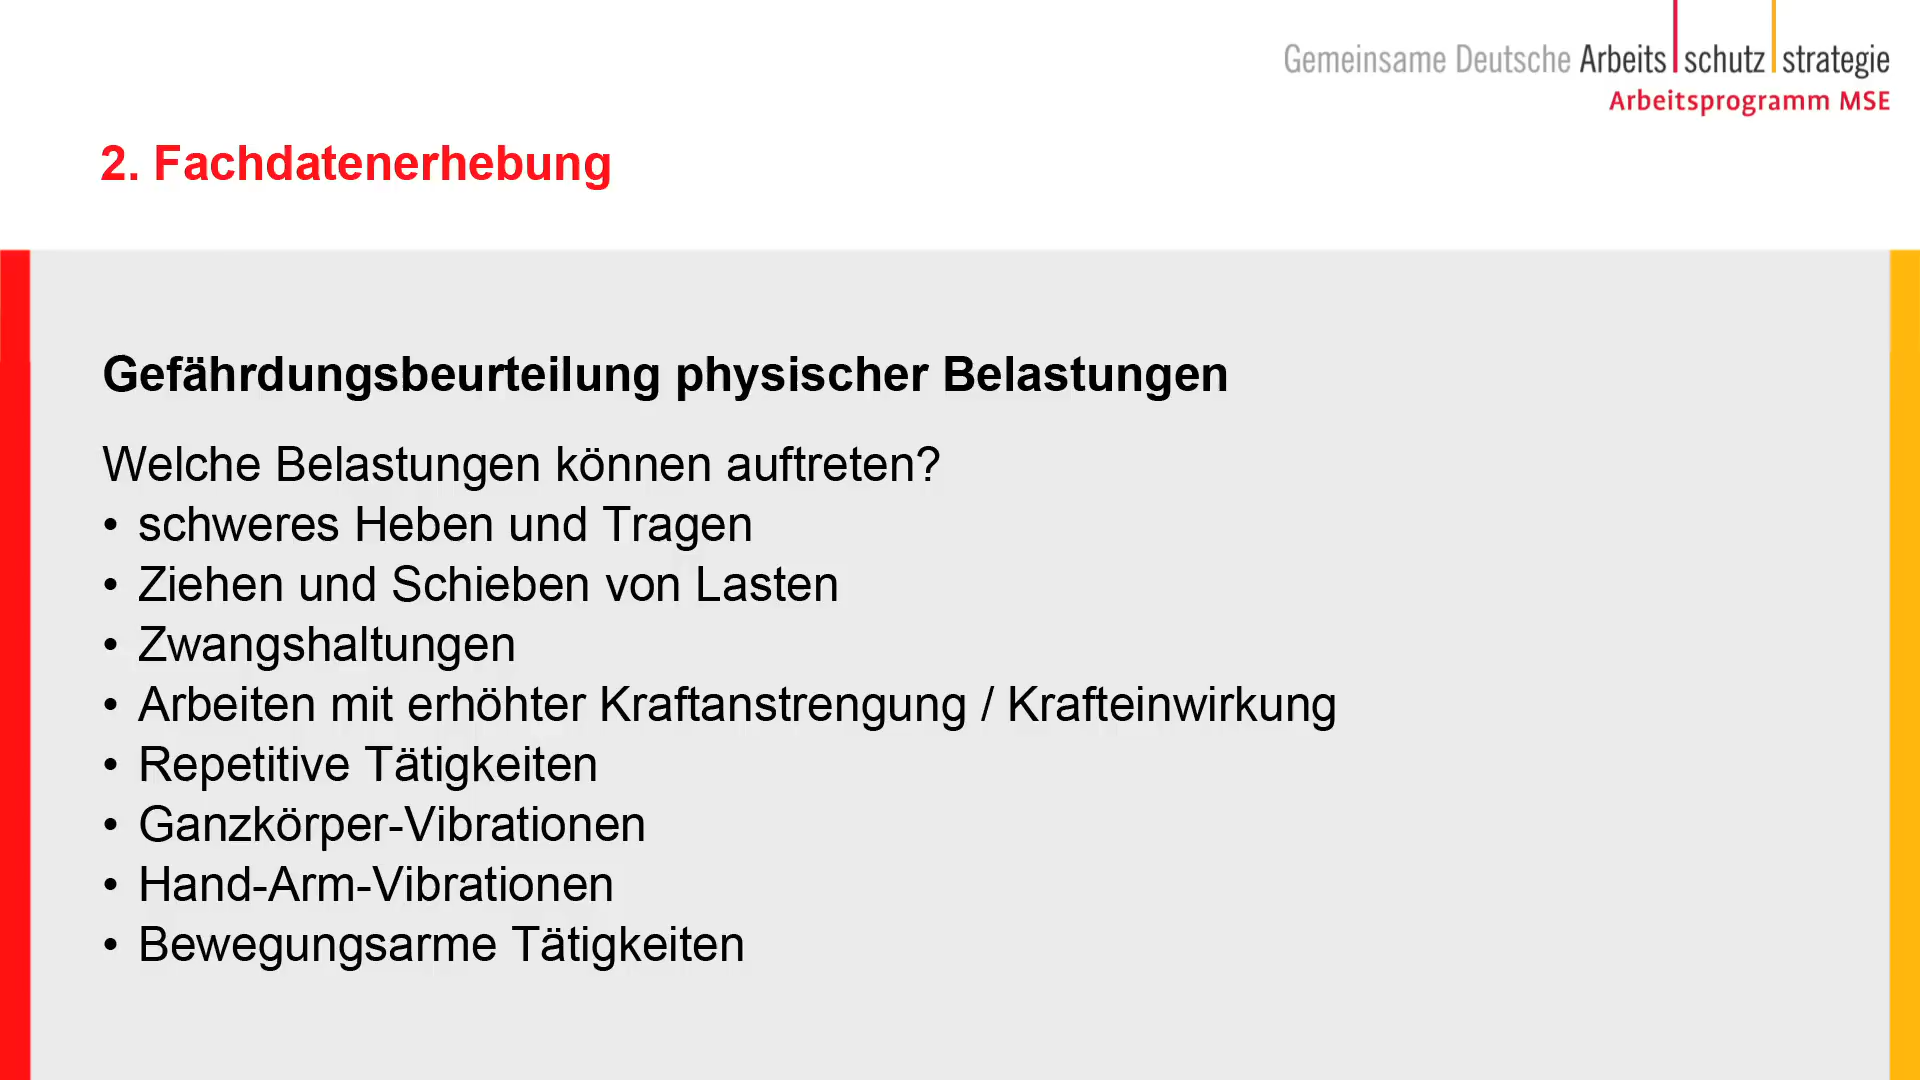 Gemeinsame Deutsche Arbeits schutz strategie
Arbeitsprogramm MSE
2. Fachdatenerhebung
Gefährdungsbeurteilung physischer Belastungen
Welche Belastungen können auftreten?
• schweres Heben und Tragen
• Ziehen und Schieben von Lasten
• Zwangshaltungen
• Arbeiten mit erhöhter Kraftanstrengung / Krafteinwirkung
• Repetitive Tätigkeiten
• Ganzkörper-Vibrationen
• Hand-Arm-Vibrationen
• Bewegungsarme Tätigkeiten